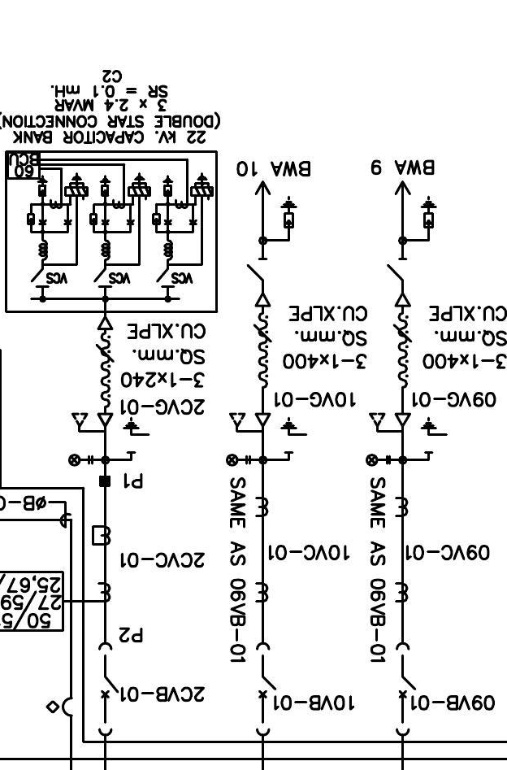 09VB-01
10VB-01
2CVB-01
P2
SAME AS 06VB-01
SAME AS 06VB-01
50/5
27/59
25,67/
09VC-01
10VC-01
2CVC-01
ØB-0
P1
09VG-01
10VG-01
2CVG-01
3-1x400
SQ.mm.
CU.XLPE
3-1x400
SQ.mm.
CU.XLPE
3-1x240
SQ.mm.
CU.XLPE
VCS
VCS
VCS
60
BCU
BWA 9
BWA 10
22 kV. CAPACITOR BANK
(DOUBLE STAR CONNECTION)
3 x 2.4 MVAR
SR = 0.1 mH.
C2